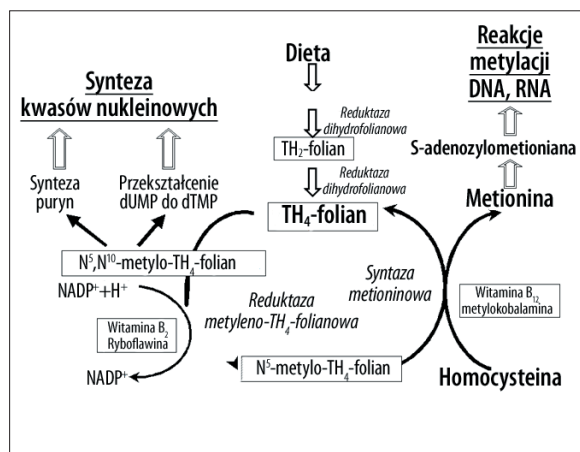 Dieta
Reduktaza
dihydrofolianowa
TH2-folian
Reduktaza
dihydrofolianowa
TH4-folian
Synteza
kwasów nukleinowych
Synteza
puryn
Przekształcenie
dUMP do dTMP
N5,N10-metylo-TH4-folian
NADP++H+
Witamina B2
Ryboflawina
NADP+
Reduktaza
metyleno-TH4-folianowa
N5-metylo-TH4-folian
Syntaza
metioninowa
Reakcje
metylacji
DNA, RNA
S-adenozylometioniana
Metionina
Witamina B12,
metylokobalamina
Homocysteina